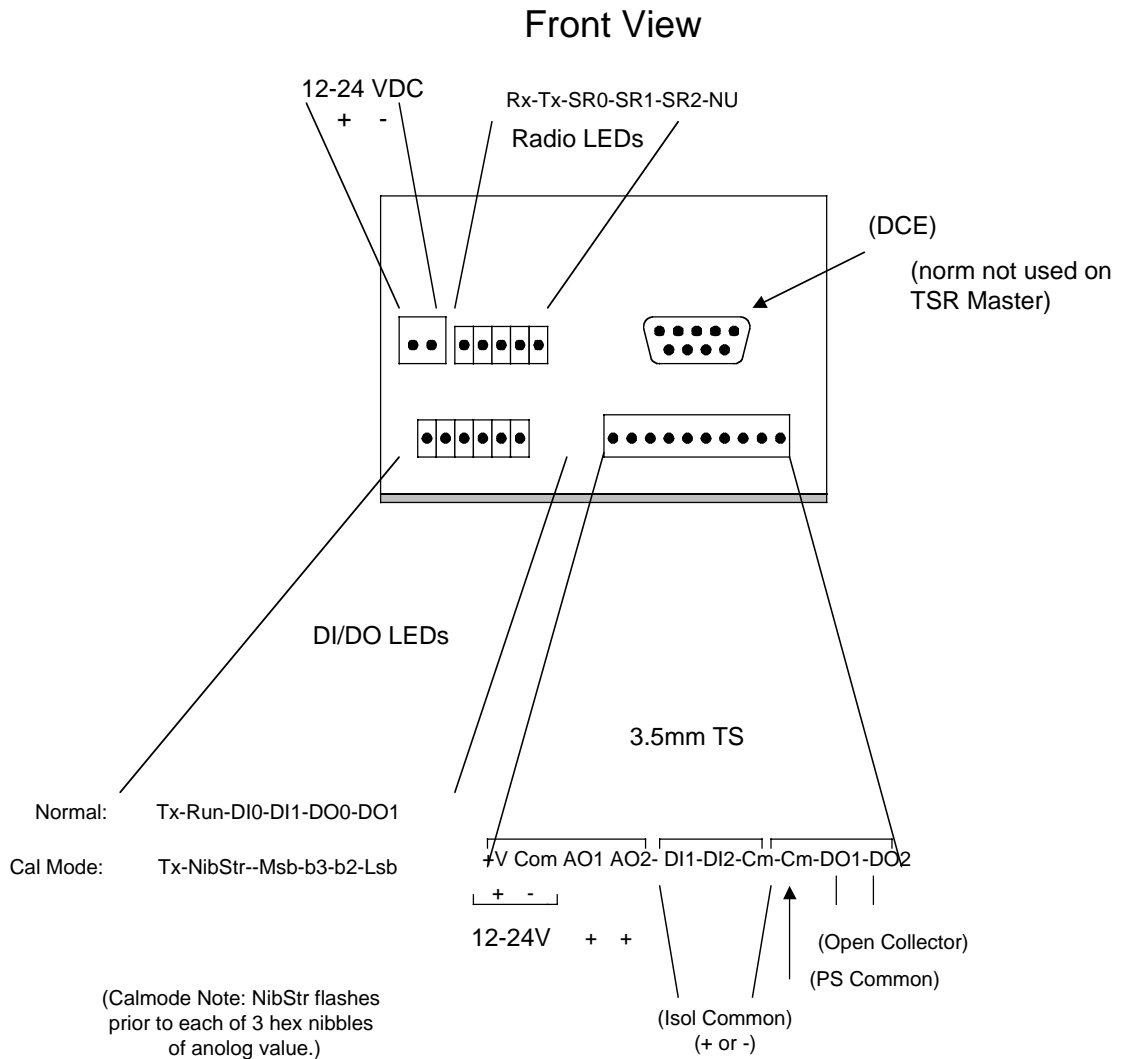 Front View
12-24 VDC
+ -
Rx-Tx-SR0-SR1-SR2-NU
Radio LEDs
(DCE)
(norm not used on
TSR Master)
DI/DO LEDs
3.5mm TS
Normal: Tx-Run-DI0-DI1-DO0-DO1
Cal Mode: Tx-NibStr--Msb-b3-b2-Lsb
+V Com AO1 AO2- DI1-DI2-Cm-Cm-DO1-DO2
+ -
12-24V + +
(Open Collector)
(PS Common)
(Isol Common)
(+ or -)
(Calmode Note: NibStr flashes
prior to each of 3 hex nibbles
of anolog value.)